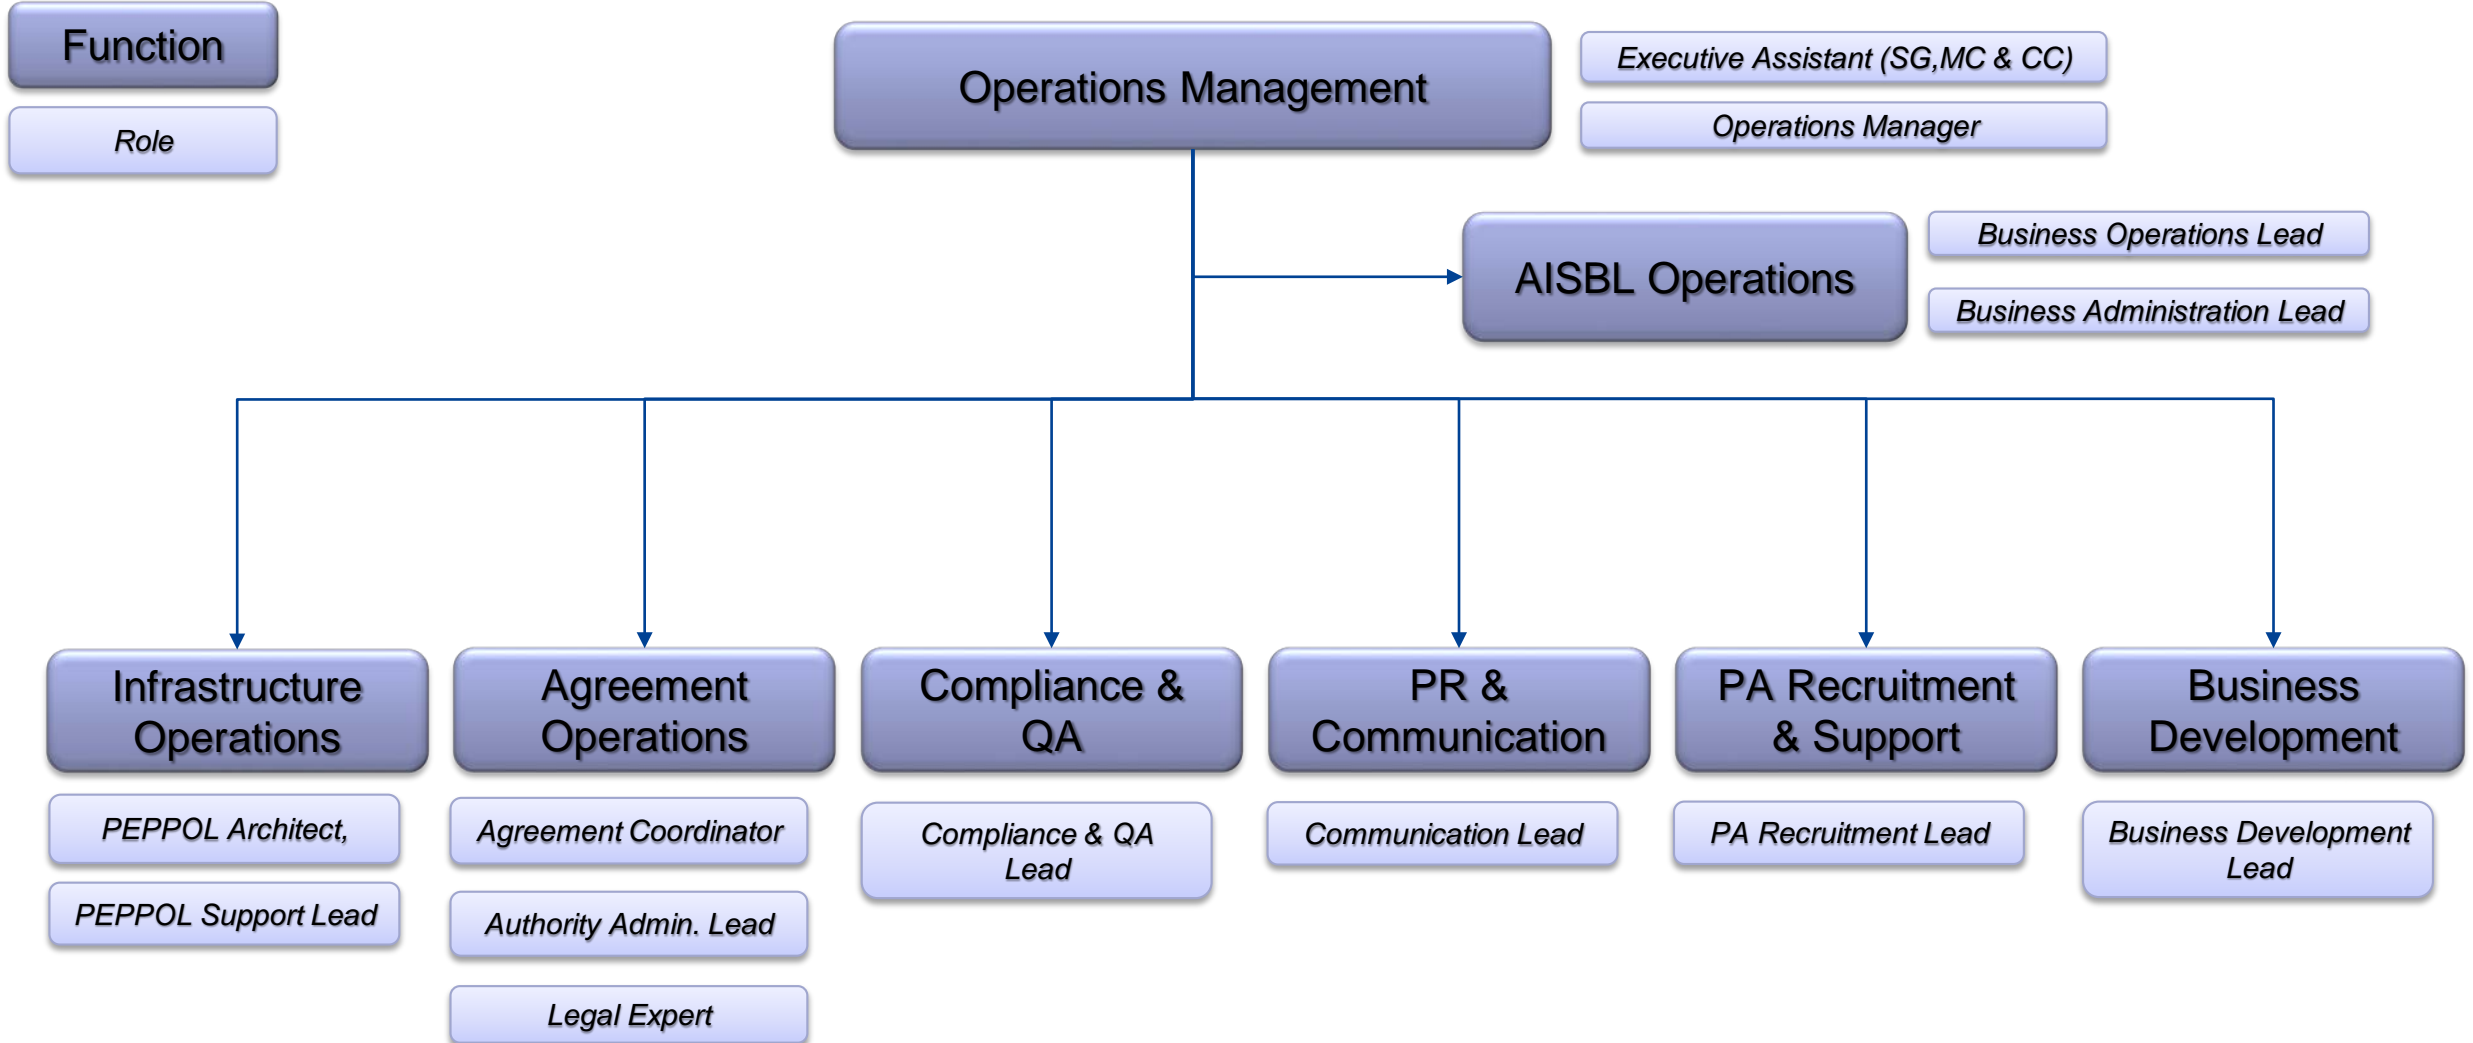 Function
Role
Operations Management
Executive Assistant (SG,MC & CC)
Operations Manager
AISBL Operations
Business Operations Lead
Business Administration Lead
Infrastructure
Operations
PEPPOL Architect,
PEPPOL Support Lead
Agreement
Operations
Agreement Coordinator
Authority Admin. Lead
Legal Expert
Compliance &
QA
Compliance & QA
Lead
PR &
Communication
Communication Lead
PA Recruitment
& Support
PA Recruitment Lead
Business
Development
Business Development
Lead